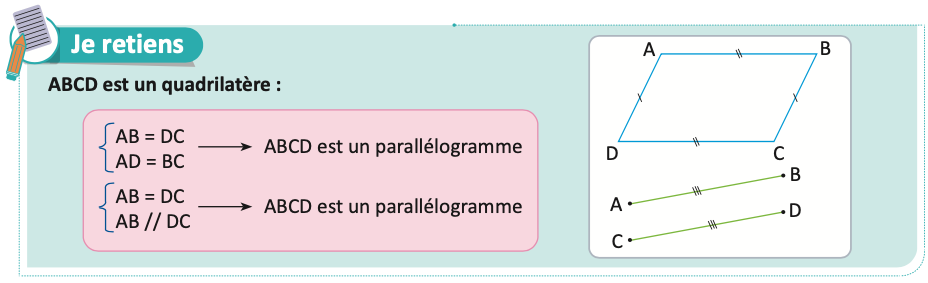 Je retiens
ABCD est un quadrilatère :
AB = DC
AD = BC
ABCD est un parallélogramme
AB = DC
AB // DC
ABCD est un parallélogramme
A
B
D
C
B
A
D
C